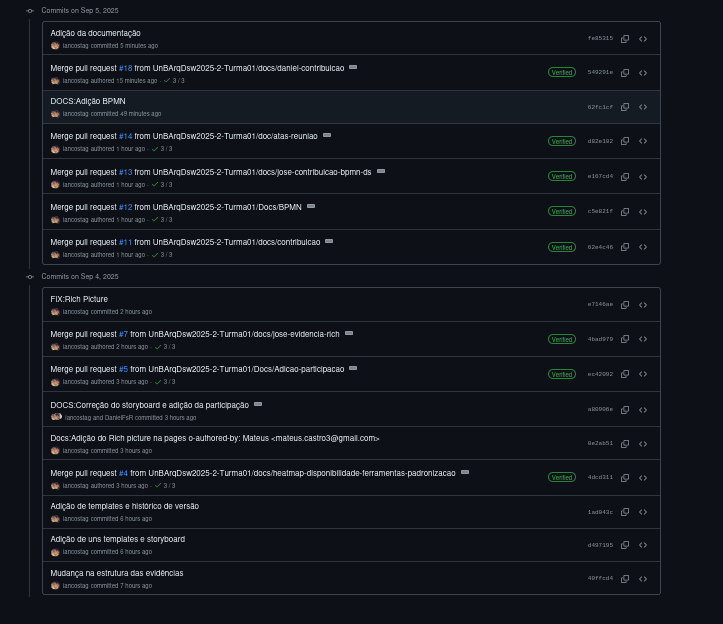 Commits on Sep 5, 2025
Adição da documentação
iancostag committed 5 minutes ago
fe85315
Merge pull request #18 from UnBArqDsw2025-2-Turma01/docs/daniel-contribuicao
iancostag authored 15 minutes ago · 3 / 3
Verified
549291e
DOCS:Adição BPMN
iancostag committed 49 minutes ago
62fc1cf
Merge pull request #14 from UnBArqDsw2025-2-Turma01/doc/atas-reuniao
iancostag authored 1 hour ago · 3 / 3
Verified
d82e102
Merge pull request #13 from UnBArqDsw2025-2-Turma01/docs/jose-contribuicao-bpmn-ds
iancostag authored 1 hour ago · 3 / 3
Verified
e167cd4
Merge pull request #12 from UnBArqDsw2025-2-Turma01/Docs/BPMN
iancostag authored 1 hour ago · 3 / 3
Verified
c5e821f
Merge pull request #11 from UnBArqDsw2025-2-Turma01/docs/contribuicao
iancostag authored 1 hour ago · 3 / 3
Verified
62e4c46
Commits on Sep 4, 2025
FIX:Rich Picture
iancostag committed 2 hours ago
e7146ae
Merge pull request #7 from UnBArqDsw2025-2-Turma01/docs/jose-evidencia-rich
iancostag authored 2 hours ago · 3 / 3
Verified
4bad979
Merge pull request #5 from UnBArqDsw2025-2-Turma01/Docs/Adicao-participacao
iancostag authored 3 hours ago · 3 / 3
Verified
ec42092
DOCS:Correção do storyboard e adição da participação
iancostag and DanielFsR committed 3 hours ago
a80906e
Docs:Adição do Rich picture na pages o-authored-by: Mateus <mateus.castro3@gmail.com>
iancostag committed 3 hours ago
0e2ab51
Merge pull request #4 from UnBArqDsw2025-2-Turma01/docs/heatmap-disponibilidade-ferramentas-padronizacao
iancostag authored 3 hours ago · 3 / 3
Verified
4dcd311
Adição de templates e histórico de versão
iancostag committed 6 hours ago
1ad843c
Adição de uns templates e storyboard
iancostag committed 6 hours ago
d497195
Mudança na estrutura das evidências
iancostag committed 7 hours ago
40ffcd4